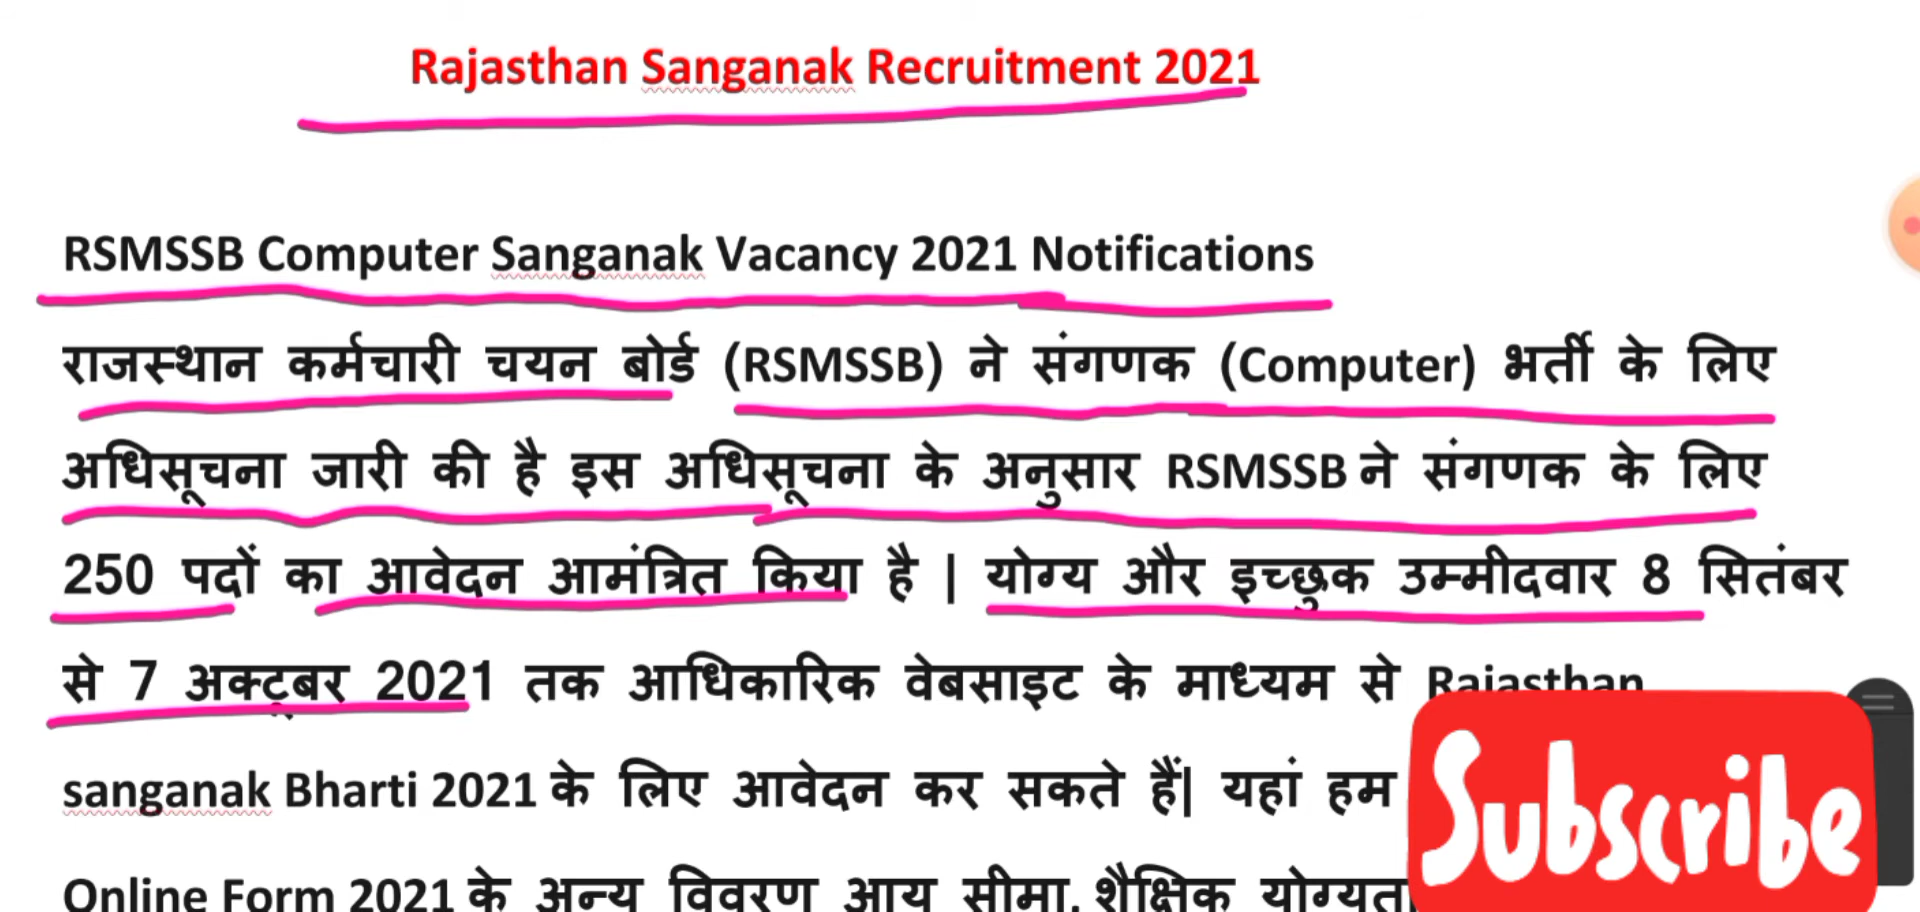 Rajasthan Sanganak Recruitment 2021
RSMSSB Computer Sanganak Vacancy 2021 Notifications
राजस्थान कर्मचारी चयन बोर्ड (RSMSSB) ने संगणक (Computer) भर्ती के लिए
अधिसूचना जारी की है इस अधिसूचना के अनुसार RSMSSB ने संगणक के लिए
250 पदों का आवेदन आमंत्रित किया है | योग्य और इच्छुक उम्मीदवार 8 सितंबर
से 7 अक्टूबर 2021 तक आधिकारिक वेबसाइट के माध्यम से Rajasthan
sanganak Bharti 2021 के लिए आवेदन कर सकते हैं| यहां हम
Online Form 2021 के अन्य विवरण आय सीमा, शैक्षिक योग्यता
Subscribe